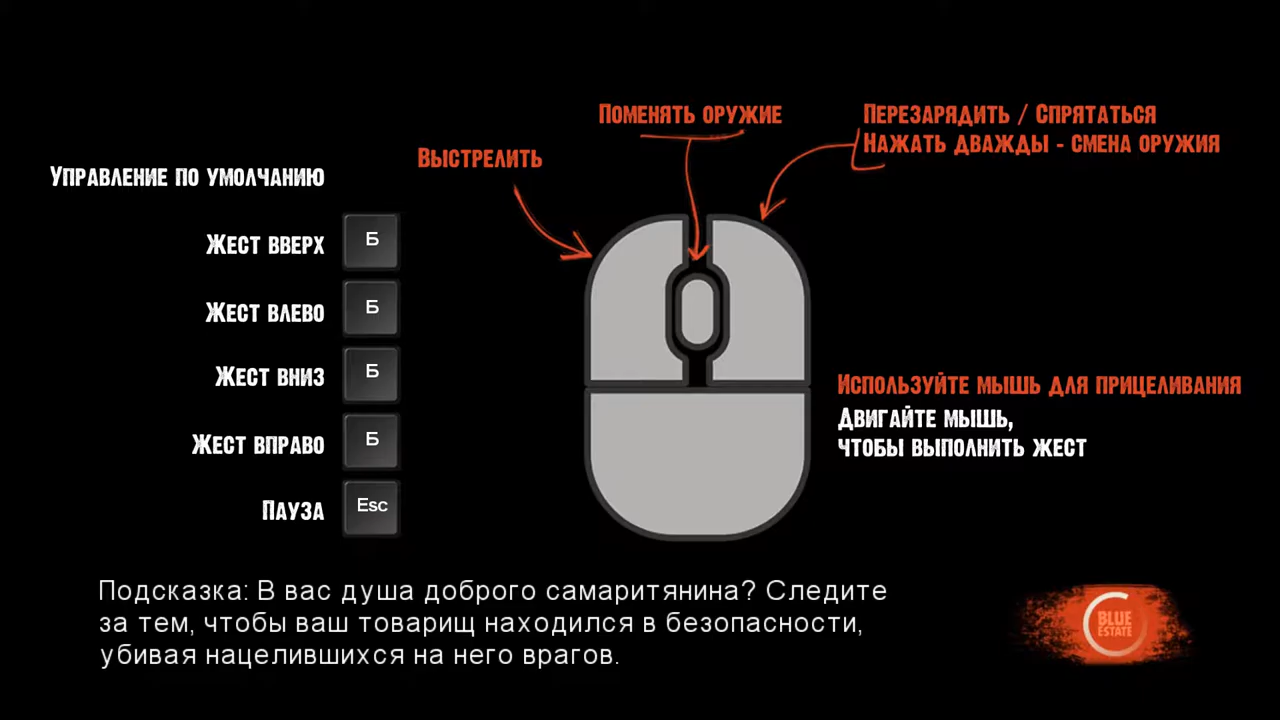 Поменять оружие
Перезарядить / Спрятаться
Нажать дважды - смена оружия
Выстрелить
Управление по умолчанию
Жест вверх Б
Жест влево Б
Жест вниз Б
Жест вправо Б
Пауза Esc
Используйте мышь для прицеливания
Двигайте мышь,
чтобы выполнить жест
Подсказка: В вас душа доброго самаритянина? Следите
за тем, чтобы ваш товарищ находился в безопасности,
убивая нацелившихся на него врагов.
BLUE
ESTATE